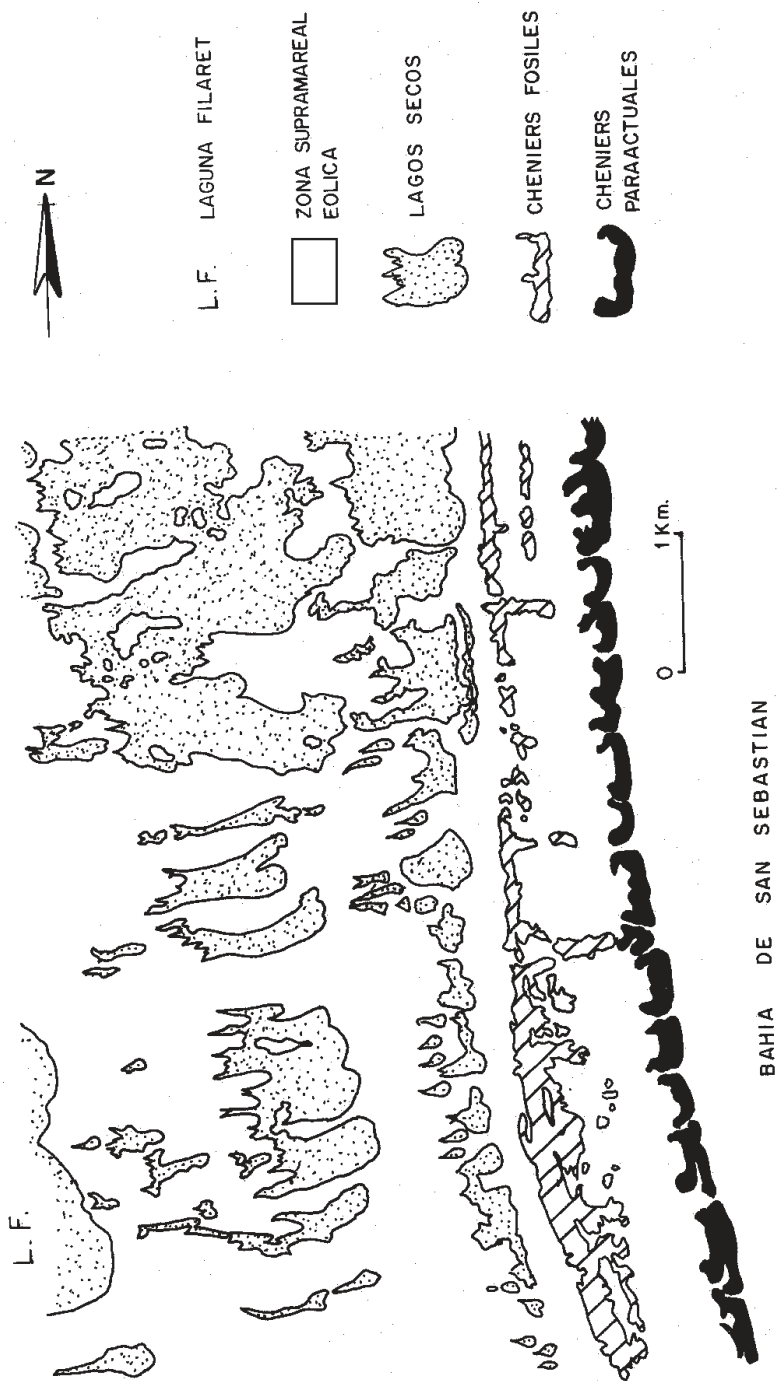 N
L.F. LAGUNA FILARET
ZONA SUPRAMAREAL
EOLICA
LAGOS SECOS
CHENIERS FOSILES
CHENIERS
PARAACTUALES
L.F.
0 1 Km.
BAHIA DE SAN SEBASTIAN